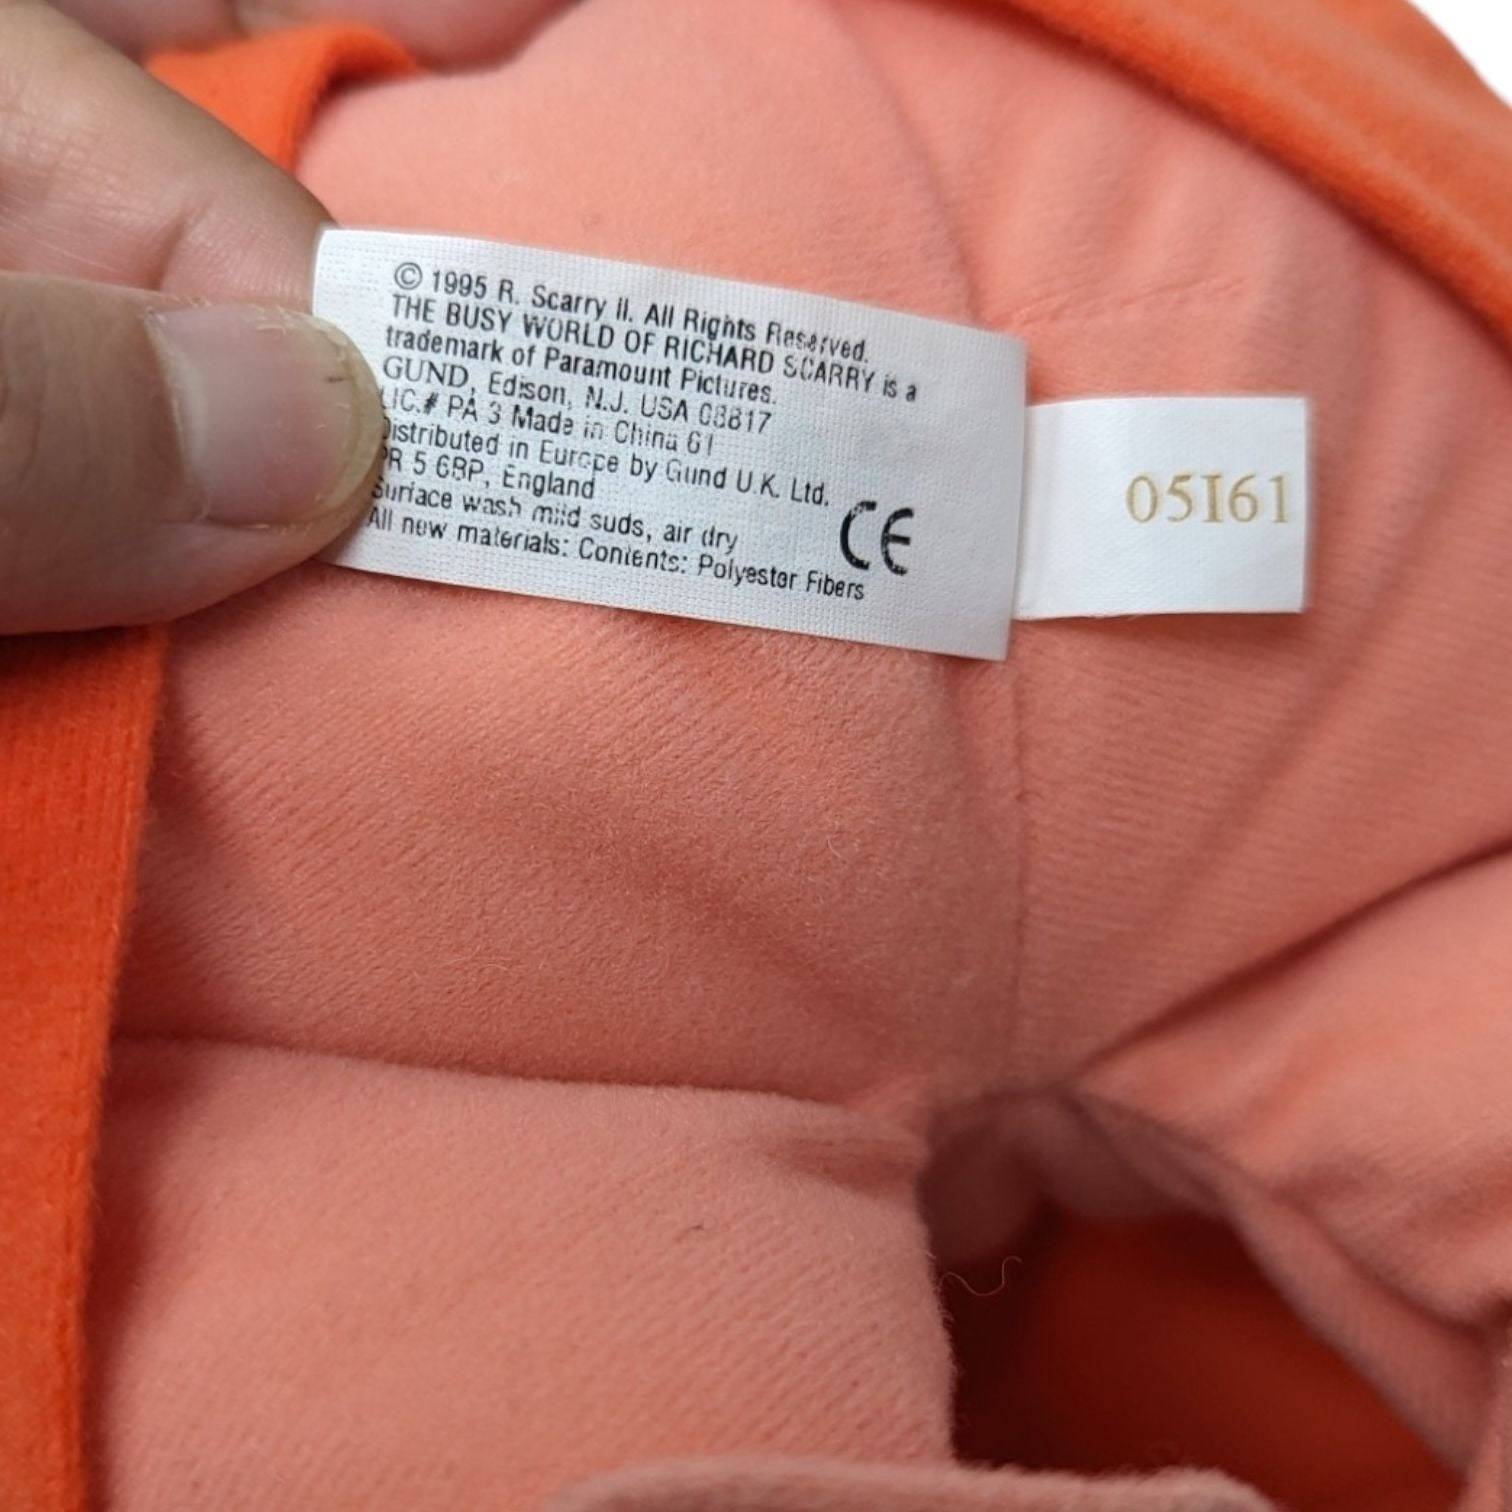 © 1995 R. Scarry II. All Rights Reserved.
THE BUSY WORLD OF RICHARD SCARRY is a
trademark of Paramount Pictures.
GUND, Edison, N.J. USA 08817
LIC.# PA 3 Made in China 61
Distributed in Europe by Gund U.K. Ltd.
PR 5 6BP, England
Surface wash mild suds, air dry
All new materials: Contents: Polyester Fibers
CE
05I61